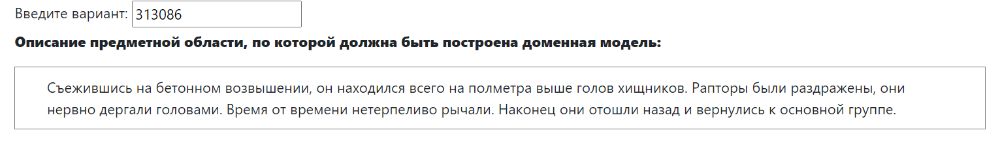 Введите вариант: 313086
Описание предметной области, по которой должна быть построена доменная модель:
Съежившись на бетонном возвышении, он находился всего на полметра выше голов хищников. Рапторы были раздражены, они
нервно дергали головами. Время от времени нетерпеливо рычали. Наконец они отошли назад и вернулись к основной группе.